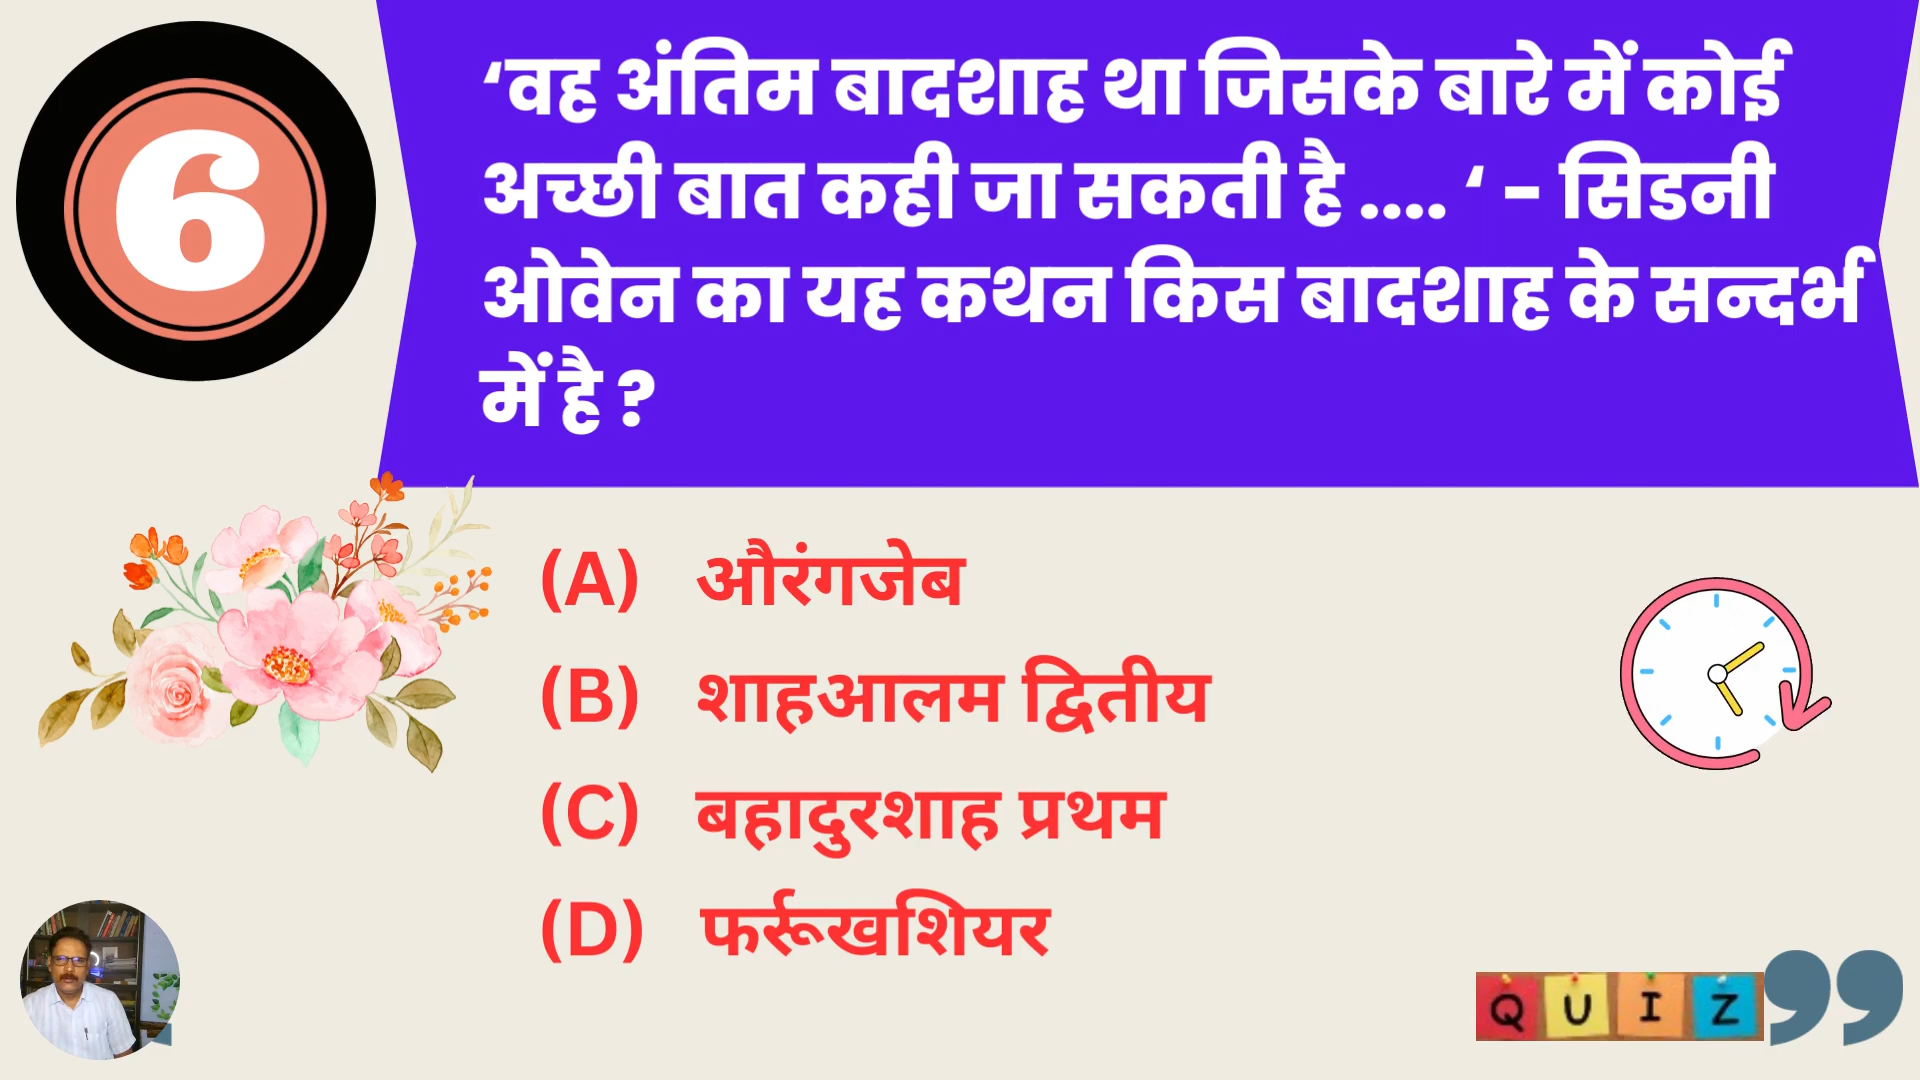 6
‘वह अंतिम बादशाह था जिसके बारे में कोई
अच्छी बात कही जा सकती है .... ‘ - सिडनी
ओवेन का यह कथन किस बादशाह के सन्दर्भ
में है ?
(A) औरंगजेब
(B) शाहआलम द्वितीय
(C) बहादुरशाह प्रथम
(D) फर्रूखशियर
QUIZ